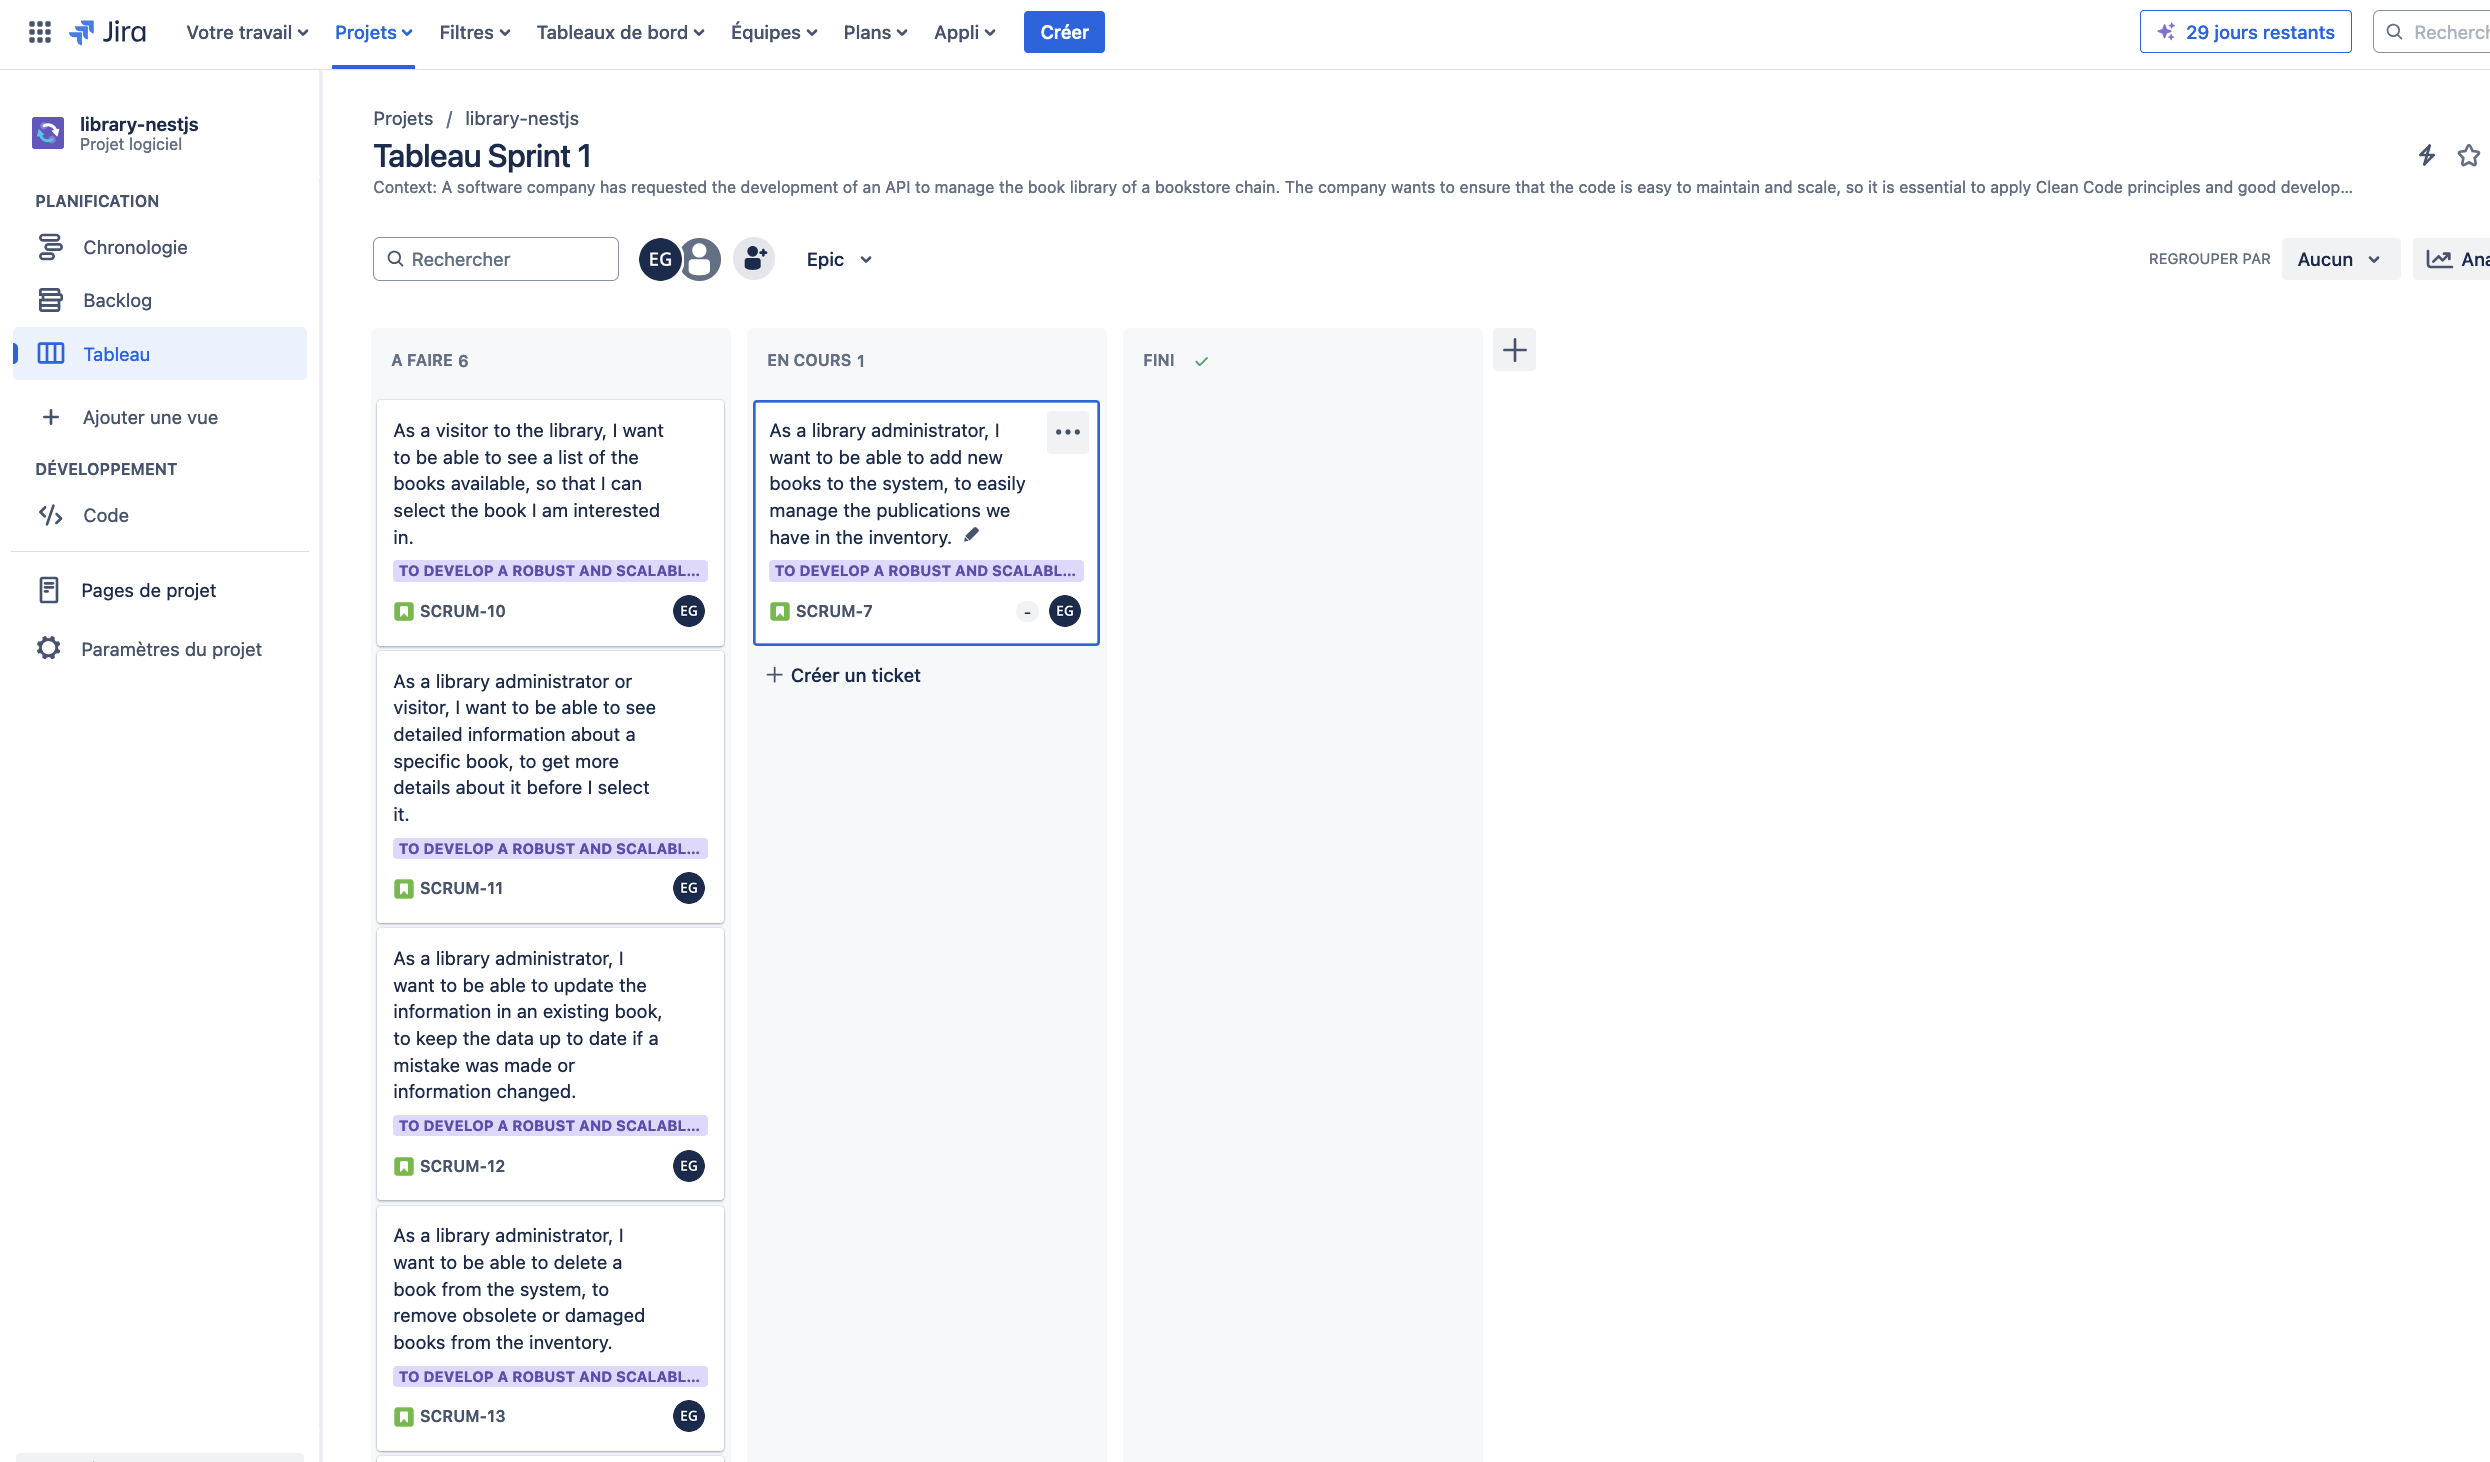 Jira
Votre travail
Projets
Filtres
Tableaux de bord
Équipes
Plans
Appli
Créer
29 jours restants
library-nestjs
Projet logiciel
PLANIFICATION
Chronologie
Backlog
Tableau
Ajouter une vue
DÉVELOPPEMENT
Code
Pages de projet
Paramètres du projet
Projets / library-nestjs
Tableau Sprint 1
Context: A software company has requested the development of an API to manage the book library of a bookstore chain. The company wants to ensure that the code is easy to maintain and scale, so it is essential to apply Clean Code principles and good develop...
Rechercher
EG
Epic
REGROUPER PAR
Aucun
A FAIRE 6
As a visitor to the library, I want
to be able to see a list of the
books available, so that I can
select the book I am interested
in.
TO DEVELOP A ROBUST AND SCALABL...
SCRUM-10
EG
As a library administrator or
visitor, I want to be able to see
detailed information about a
specific book, to get more
details about it before I select
it.
TO DEVELOP A ROBUST AND SCALABL...
SCRUM-11
EG
As a library administrator, I
want to be able to update the
information in an existing book,
to keep the data up to date if a
mistake was made or
information changed.
TO DEVELOP A ROBUST AND SCALABL...
SCRUM-12
EG
As a library administrator, I
want to be able to delete a
book from the system, to
remove obsolete or damaged
books from the inventory.
TO DEVELOP A ROBUST AND SCALABL...
SCRUM-13
EG
EN COURS 1
As a library administrator, I
want to be able to add new
books to the system, to easily
manage the publications we
have in the inventory.
TO DEVELOP A ROBUST AND SCALABL...
SCRUM-7
-
EG
Créer un ticket
FINI